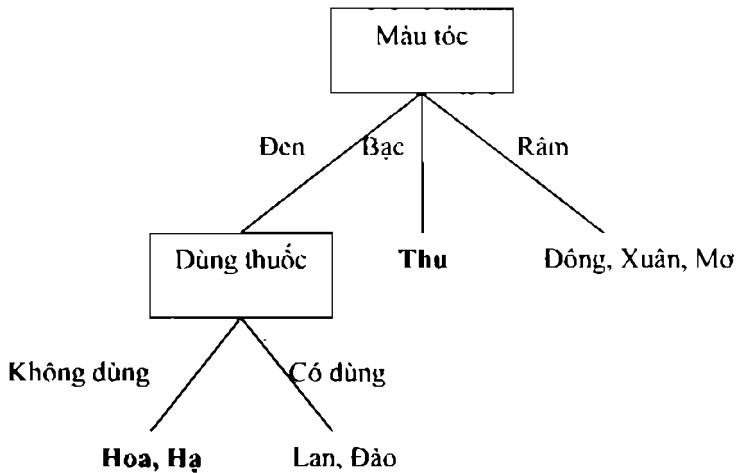 Màu tóc
Đen Bạc Râm
Dùng thuốc Thu Đông, Xuân, Mơ
Không dùng Có dùng
Hoa, Hạ Lan, Đào